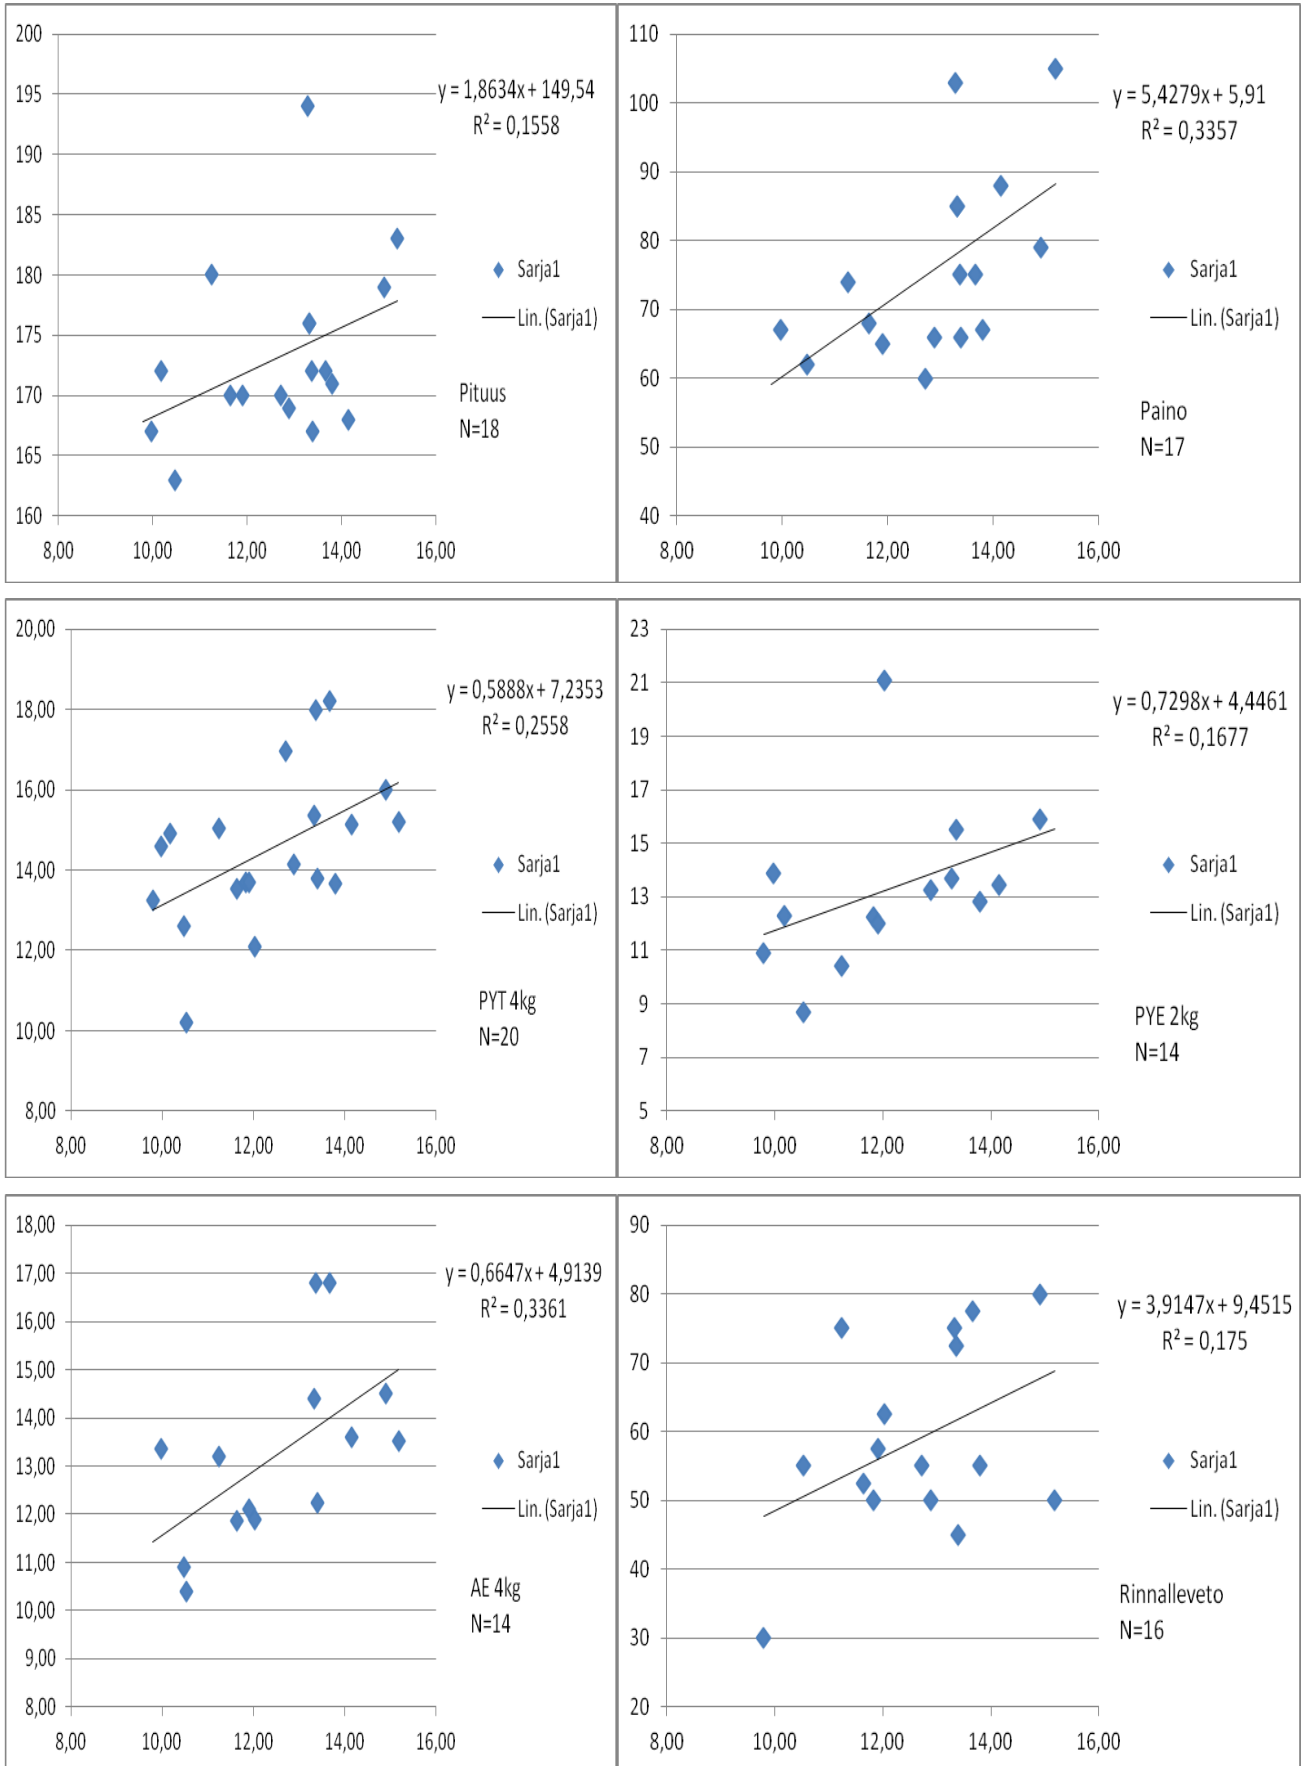 200
195
190
185
180
175
170
165
160
8,00 10,00 12,00 14,00 16,00
y = 1,8634x + 149,54
R² = 0,1558
Sarja1
Lin. (Sarja1)
Pituus
N=18
110
100
90
80
70
60
50
40
8,00 10,00 12,00 14,00 16,00
y = 5,4279x + 5,91
R² = 0,3357
Sarja1
Lin. (Sarja1)
Paino
N=17
20,00
18,00
16,00
14,00
12,00
10,00
8,00
8,00 10,00 12,00 14,00 16,00
y = 0,5888x + 7,2353
R² = 0,2558
Sarja1
Lin. (Sarja1)
PYT 4kg
N=20
23
21
19
17
15
13
11
9
7
5
8,00 10,00 12,00 14,00 16,00
y = 0,7298x + 4,4461
R² = 0,1677
Sarja1
Lin. (Sarja1)
PYE 2kg
N=14
18,00
17,00
16,00
15,00
14,00
13,00
12,00
11,00
10,00
9,00
8,00
8,00 10,00 12,00 14,00 16,00
y = 0,6647x + 4,9139
R² = 0,3361
Sarja1
Lin. (Sarja1)
AE 4kg
N=14
90
80
70
60
50
40
30
20
8,00 10,00 12,00 14,00 16,00
y = 3,9147x + 9,4515
R² = 0,175
Sarja1
Lin. (Sarja1)
Rinnalleveto
N=16